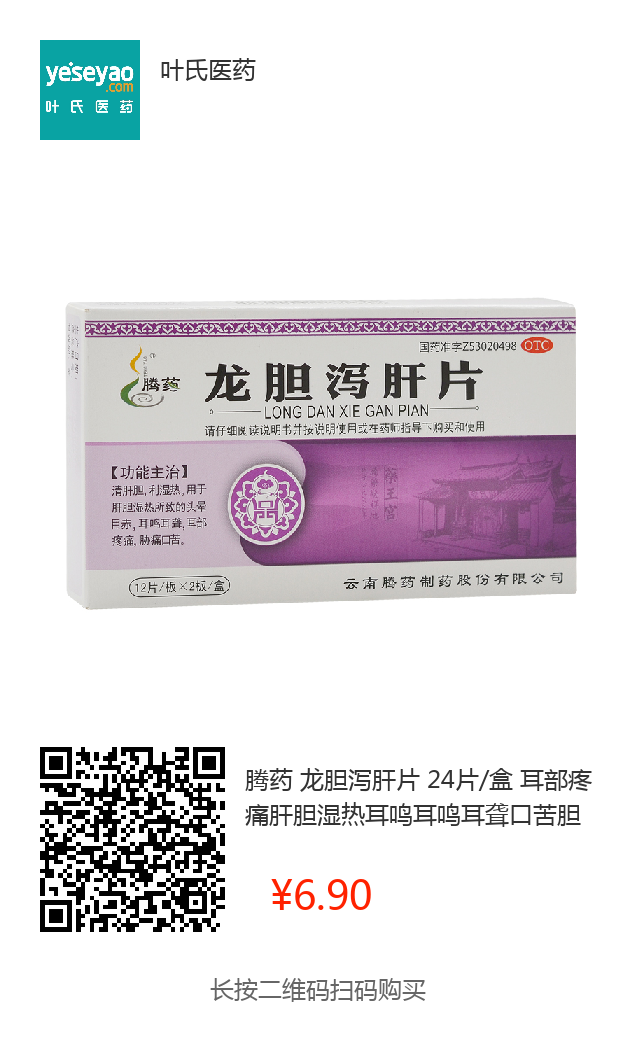 yeseyao
.com
叶氏医药
叶氏医药
国药准字Z53020498 OTC
腾药
龙胆泻肝片
LONG DAN XIE GAN PIAN
请仔细阅读说明书并按说明使用或在药师指导下购买和使用
【功能主治】
清肝胆,利湿热,用于
肝胆湿热所致的头晕
目赤,耳鸣耳聋,耳部
疼痛,胁痛口苦。
药王宫
12片/板×2板/盒
云南腾药制药股份有限公司
腾药 龙胆泻肝片 24片/盒 耳部疼
痛肝胆湿热耳鸣耳鸣耳聋口苦胆
¥6.90
长按二维码扫码购买